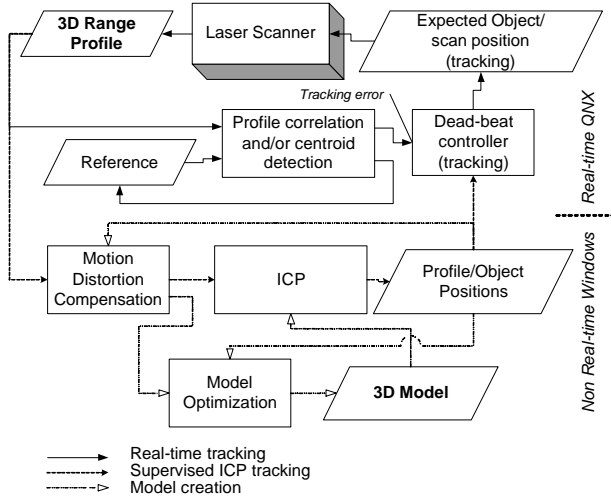 3D Range
Profile
Laser Scanner
Expected Object/
scan position
(tracking)
Tracking error
Profile correlation
and/or centroid
detection
Dead-beat
controller
(tracking)
Reference
Real-time QNX
Motion
Distortion
Compensation
ICP
Profile/Object
Positions
Non Real-time Windows
Model
Optimization
3D Model
Real-time tracking
Supervised ICP tracking
Model creation